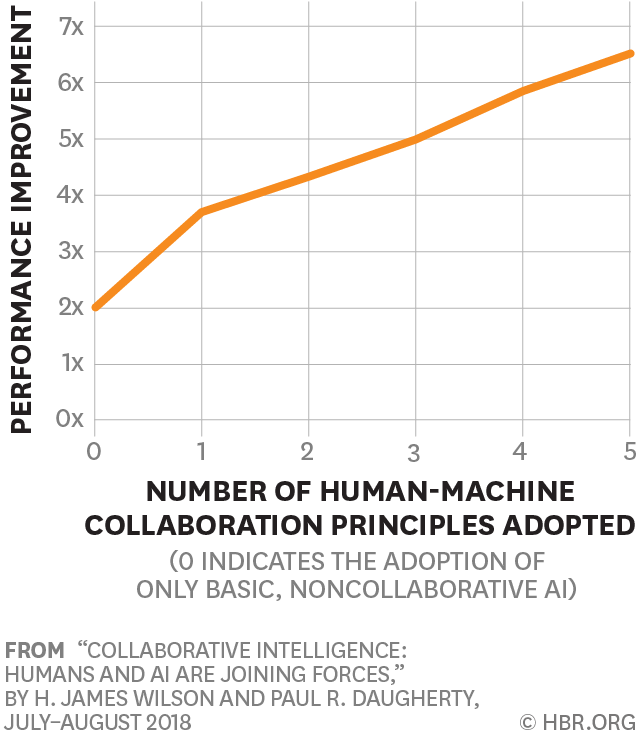 PERFORMANCE IMPROVEMENT
7x
6x
5x
4x
3x
2x
1x
0x
0 1 2 3 4 5
NUMBER OF HUMAN-MACHINE
COLLABORATION PRINCIPLES ADOPTED
(0 INDICATES THE ADOPTION OF
ONLY BASIC, NONCOLLABORATIVE AI)
FROM “COLLABORATIVE INTELLIGENCE:
HUMANS AND AI ARE JOINING FORCES,”
BY H. JAMES WILSON AND PAUL R. DAUGHERTY,
JULY–AUGUST 2018 © HBR.ORG